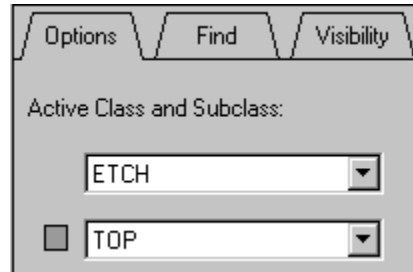 Options Find Visibility
Active Class and Subclass:
ETCH
TOP